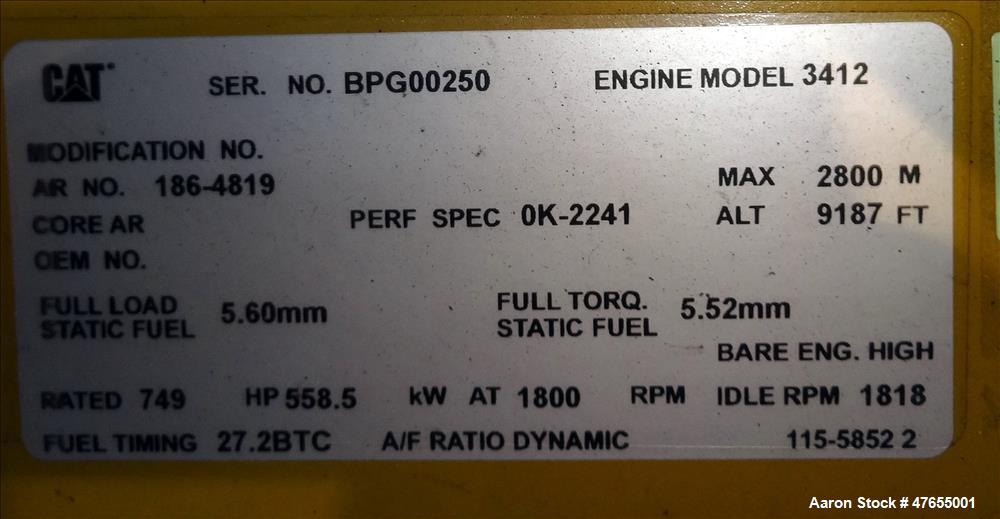 CAT SER. NO. BPG00250 ENGINE MODEL 3412
MODIFICATION NO.
AR NO. 186-4819 MAX 2800 M
CORE AR PERF SPEC 0K-2241 ALT 9187 FT
OEM NO.
FULL LOAD FULL TORQ.
STATIC FUEL 5.60mm STATIC FUEL 5.52mm
BARE ENG. HIGH
RATED 749 HP 558.5 kW AT 1800 RPM IDLE RPM 1818
FUEL TIMING 27.2BTC A/F RATIO DYNAMIC 115-5852 2
Aaron Stock # 47655001